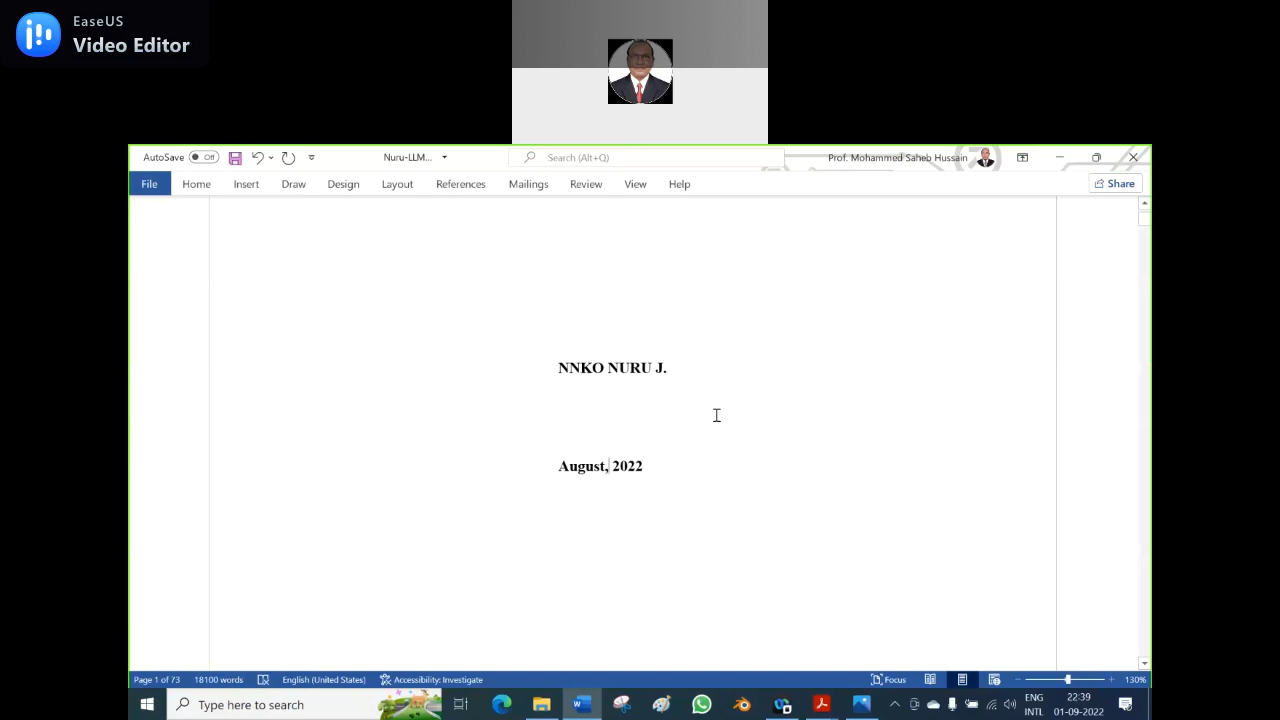 EaseUS
Video Editor
AutoSave Off Nuru-LLM... Search (Alt+Q) Prof. Mohammed Saheb Hussain
File Home Insert Draw Design Layout References Mailings Review View Help Share
NNKO NURU J.
August, 2022
Page 1 of 73 18100 words English (United States) Accessibility: Investigate Focus 130%
Type here to search
ENG 22:39
INTL 01-09-2022